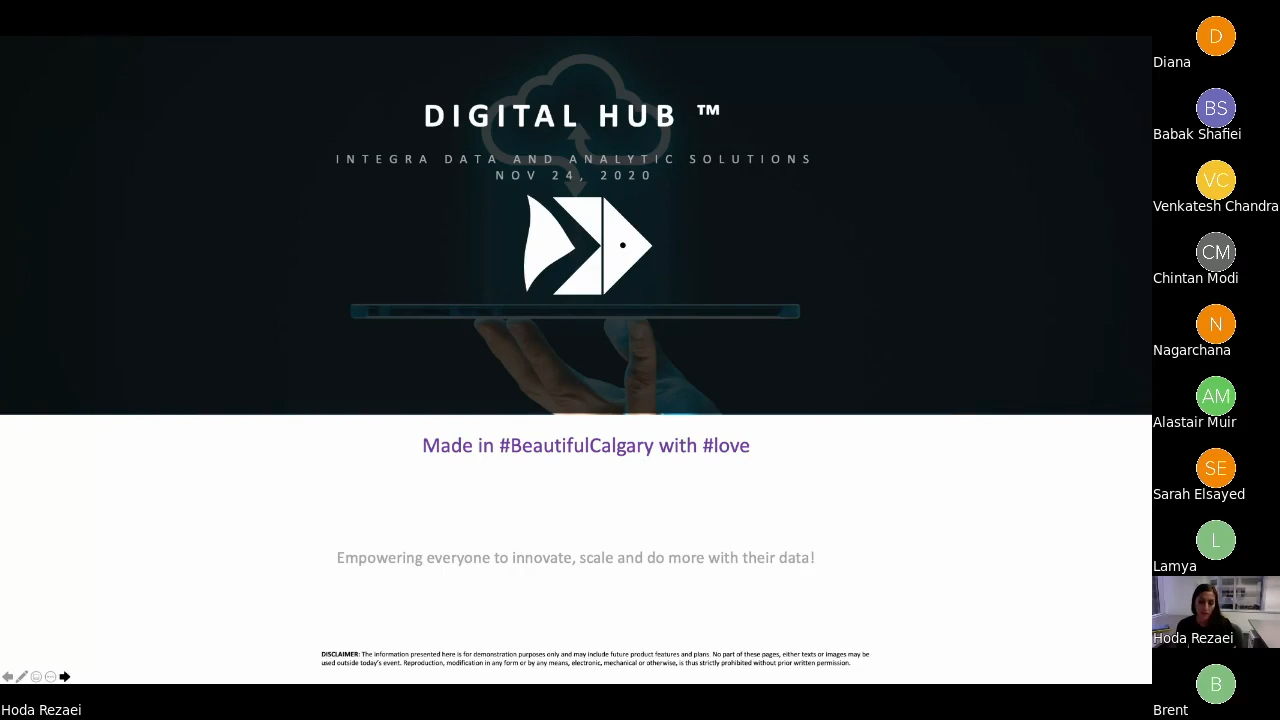 DIGITAL HUB ™
INTEGRA DATA AND ANALYTIC SOLUTIONS
NOV 24, 2020
Made in #BeautifulCalgary with #love
Empowering everyone to innovate, scale and do more with their data!
DISCLAIMER: The information presented here is for demonstration purposes only and may include future product features and plans. No part of these pages, either texts or images may be
used outside today's event. Reproduction, modification in any form or by any means, electronic, mechanical or otherwise, is thus strictly prohibited without prior written permission.
Hoda Rezaei
D
Diana
BS
Babak Shafiei
VC
Venkatesh Chandra
CM
Chintan Modi
N
Nagarchana
AM
Alastair Muir
SE
Sarah Elsayed
L
Lamya
Hoda Rezaei
B
Brent